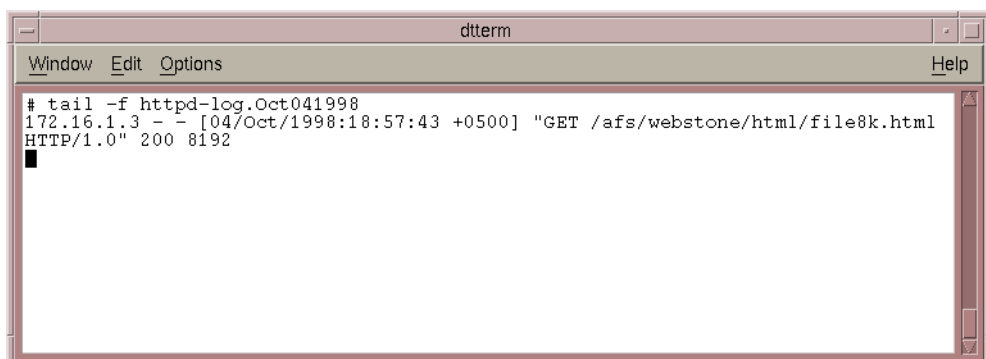 dtterm
Window Edit Options Help
# tail -f httpd-log.Oct041998
172.16.1.3 - - [04/Oct/1998:18:57:43 +0500] "GET /afs/webstone/html/file8k.html
HTTP/1.0" 200 8192